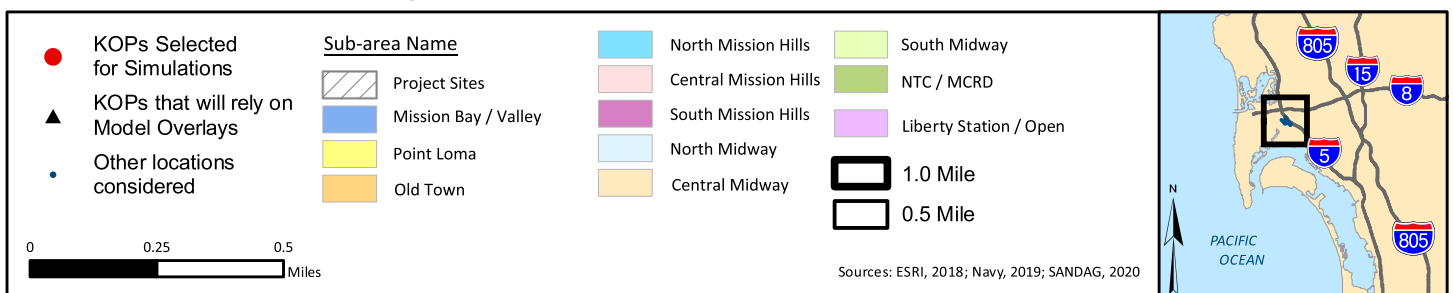 KOPs Selected
for Simulations
KOPs that will rely on
Model Overlays
Other locations
considered
0 0.25 0.5
Miles
Sub-area Name
Project Sites
Mission Bay / Valley
Point Loma
Old Town
North Mission Hills
Central Mission Hills
South Mission Hills
North Midway
Central Midway
South Midway
NTC / MCRD
Liberty Station / Open
1.0 Mile
0.5 Mile
Sources: ESRI, 2018; Navy, 2019; SANDAG, 2020
805
15
8
5
805
N
PACIFIC
OCEAN